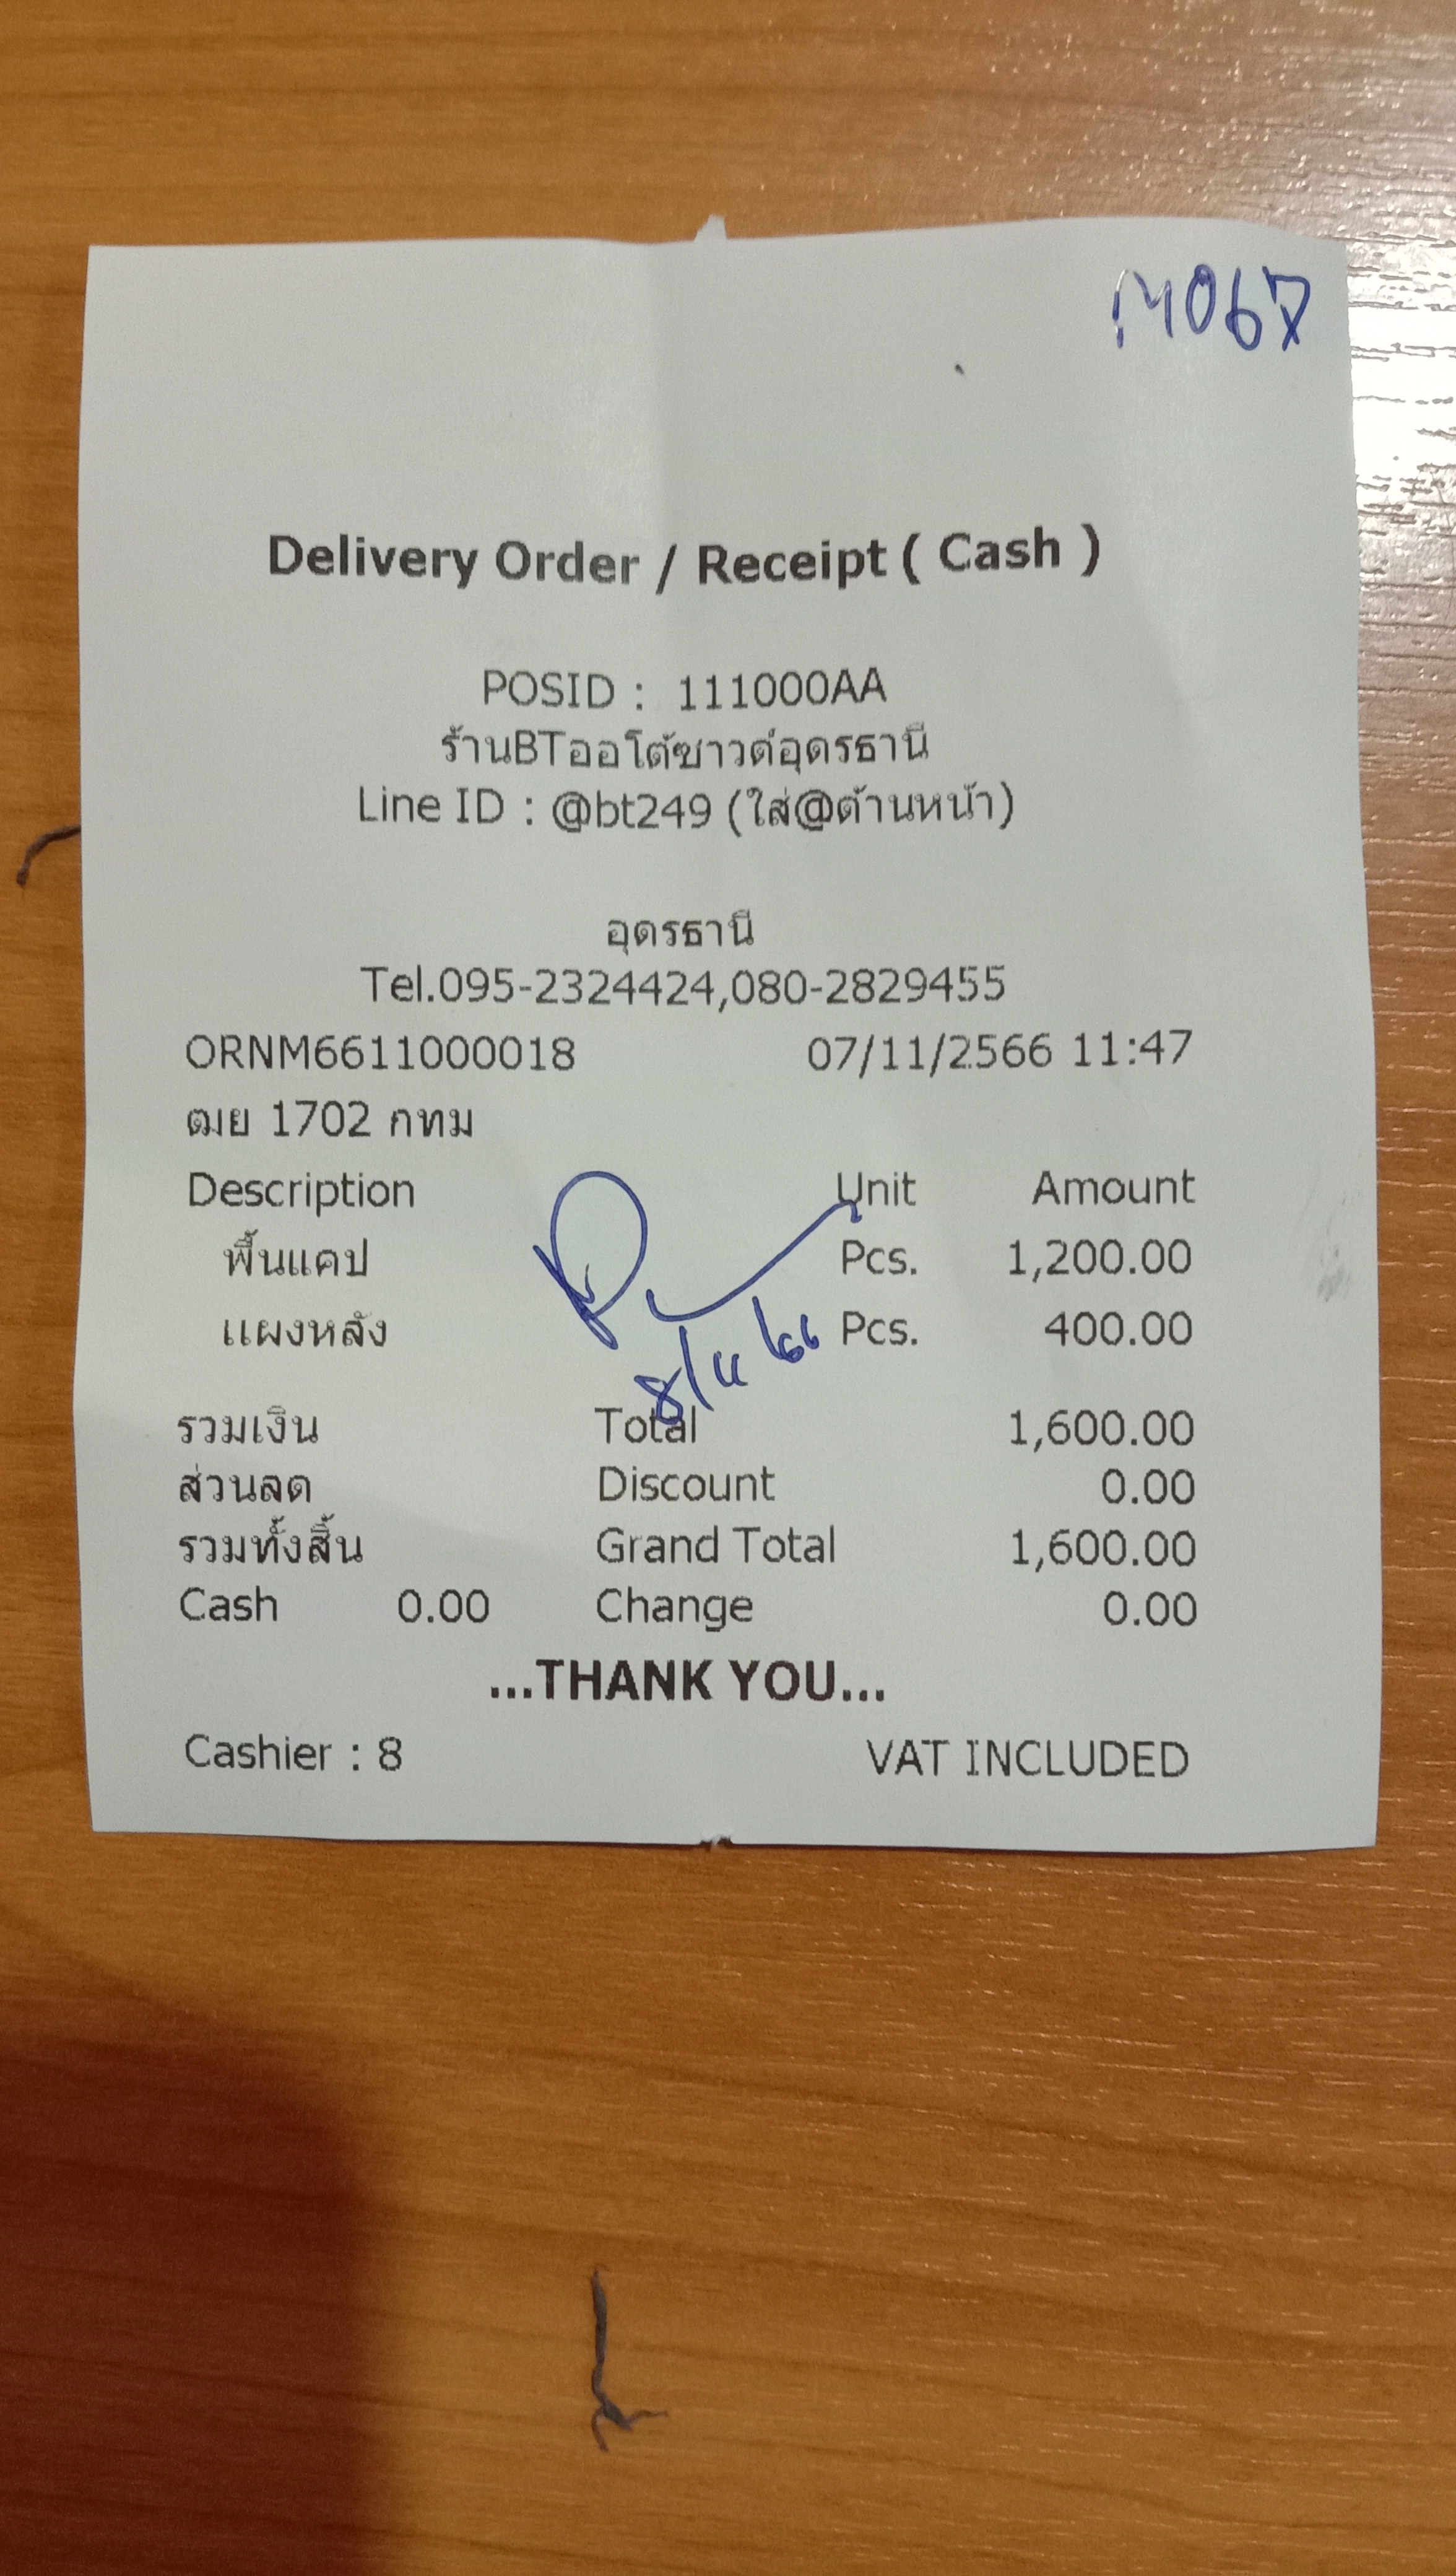 M067
Delivery Order / Receipt ( Cash )
POSID : 111000AA
ร้านBTออโต้ซาวด์อุดรธานี
Line ID : @bt249 (ใส่@ด้านหน้า)
อุดรธานี
Tel.095-2324424,080-2829455
ORNM6611000018 07/11/2566 11:47
ฒย 1702 กทม
Description Unit Amount
พื้นแคป Pcs. 1,200.00
แผงหลัง Pcs. 400.00
8/11/66
รวมเงิน Total 1,600.00
ส่วนลด Discount 0.00
รวมทั้งสิ้น Grand Total 1,600.00
Cash 0.00 Change 0.00
...THANK YOU...
Cashier : 8 VAT INCLUDED